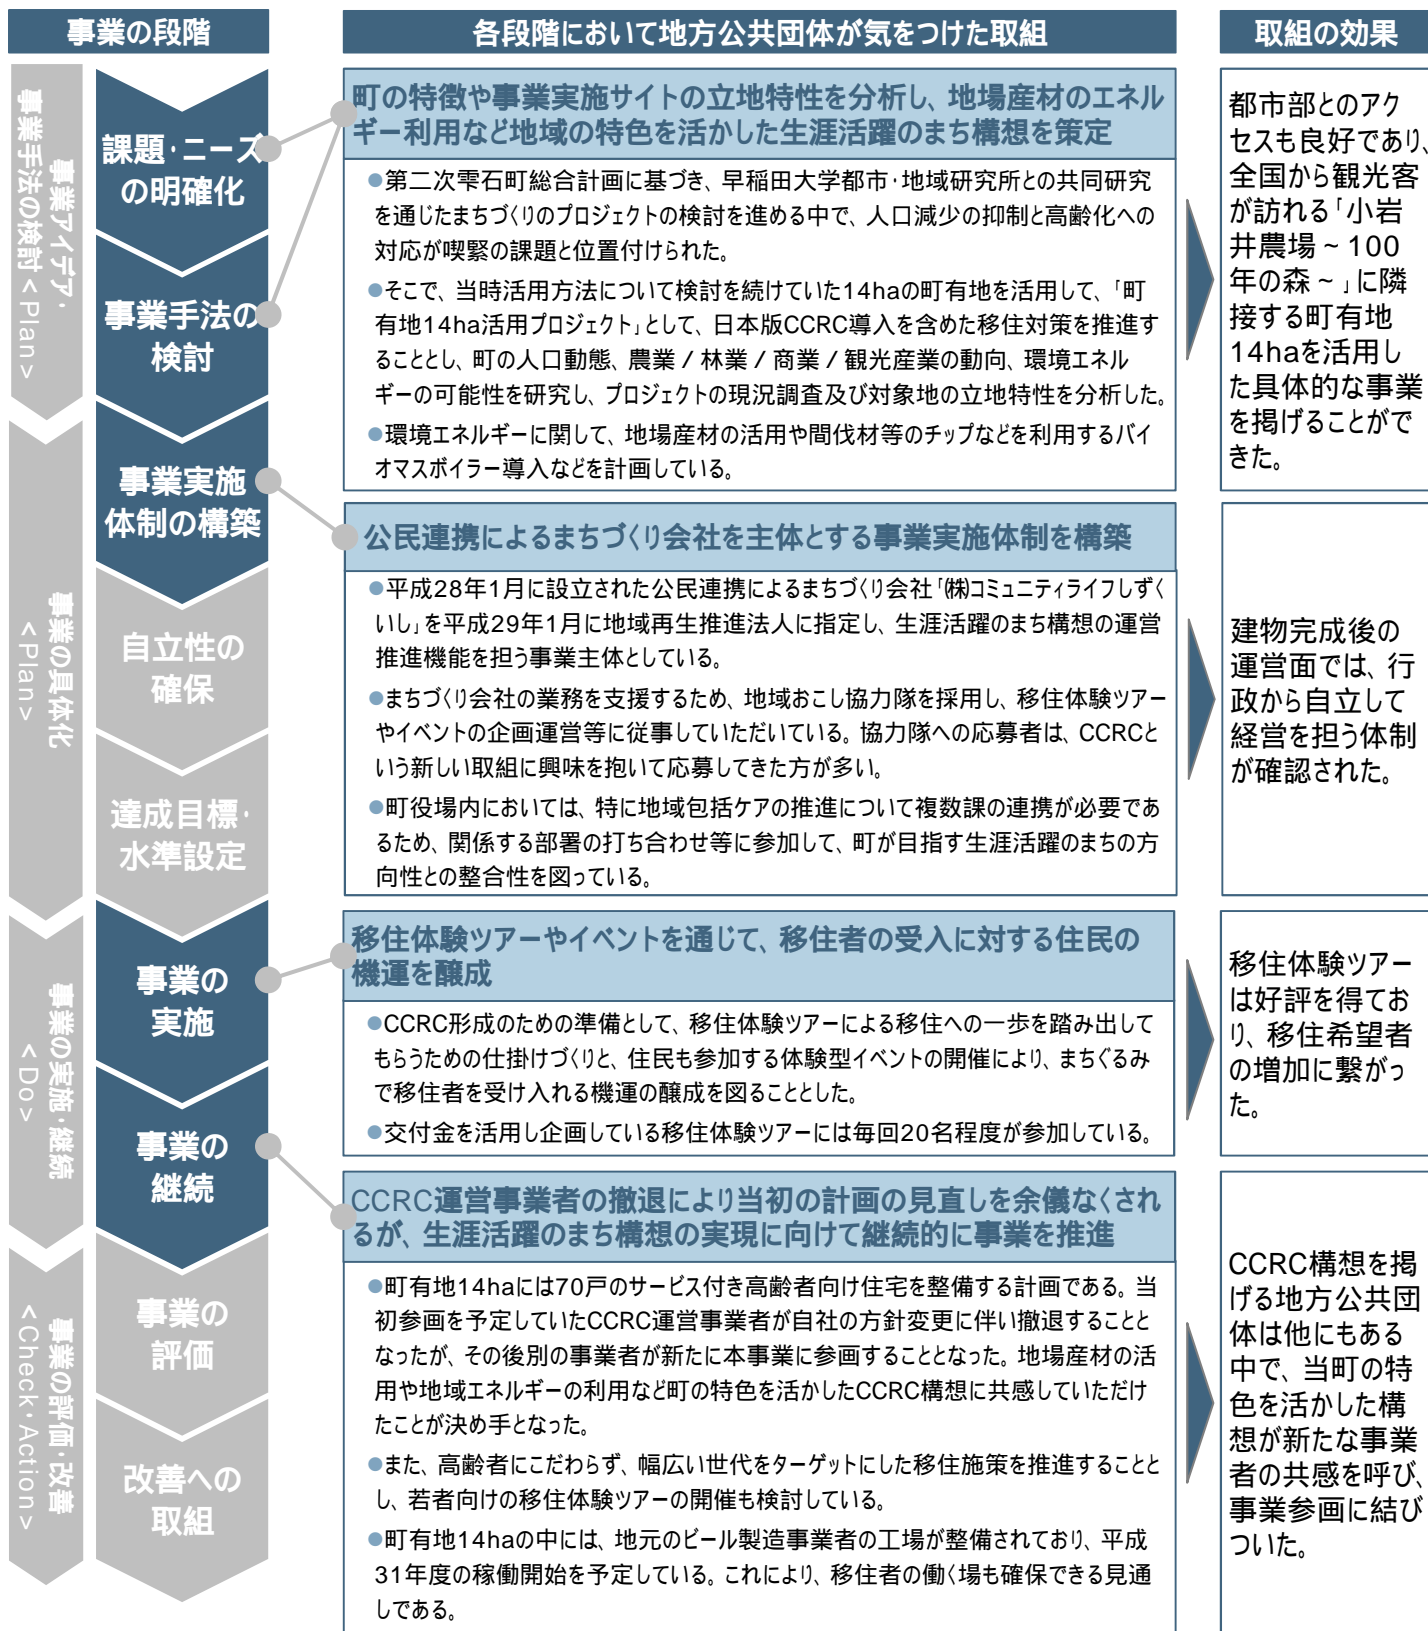 事業の段階
各段階において地方公共団体が気をつけた取組
取組の効果
事業アイデア・
事業手法の検討＜Plan＞
事業の具体化
＜Plan＞
事業の実施・継続
＜Do＞
事業の評価・改善
＜Check・Action＞
課題・ニーズ
の明確化
事業手法の
検討
事業実施
体制の構築
自立性の
確保
達成目標・
水準設定
事業の
実施
事業の
継続
事業の
評価
改善への
取組
町の特徴や事業実施サイトの立地特性を分析し、地場産材のエネル
ギー利用など地域の特色を活かした生涯活躍のまち構想を策定
●第二次雫石町総合計画に基づき、早稲田大学都市・地域研究所との共同研究
を通じたまちづくりのプロジェクトの検討を進める中で、人口減少の抑制と高齢化への
対応が喫緊の課題と位置付けられた。
●そこで、当時活用方法について検討を続けていた14haの町有地を活用して、「町
有地14ha活用プロジェクト」として、日本版CCRC導入を含めた移住対策を推進す
ることとし、町の人口動態、農業／林業／商業／観光産業の動向、環境エネル
ギーの可能性を研究し、プロジェクトの現況調査及び対象地の立地特性を分析した。
●環境エネルギーに関して、地場産材の活用や間伐材等のチップなどを利用するバイ
オマスボイラー導入などを計画している。
都市部とのアク
セスも良好であり、
全国から観光客
が訪れる「小岩
井農場～100
年の森～」に隣
接する町有地
14haを活用し
た具体的な事業
を掲げることがで
きた。
公民連携によるまちづくり会社を主体とする事業実施体制を構築
●平成28年1月に設立された公民連携によるまちづくり会社「㈱コミュニティライフしずく
いし」を平成29年1月に地域再生推進法人に指定し、生涯活躍のまち構想の運営
推進機能を担う事業主体としている。
●まちづくり会社の業務を支援するため、地域おこし協力隊を採用し、移住体験ツアー
やイベントの企画運営等に従事していただいている。協力隊への応募者は、CCRCと
いう新しい取組に興味を抱いて応募してきた方が多い。
●町役場内においては、特に地域包括ケアの推進について複数課の連携が必要であ
るため、関係する部署の打ち合わせ等に参加して、町が目指す生涯活躍のまちの方
向性との整合性を図っている。
建物完成後の
運営面では、行
政から自立して
経営を担う体制
が確認された。
移住体験ツアーやイベントを通じて、移住者の受入に対する住民の
機運を醸成
●CCRC形成のための準備として、移住体験ツアーによる移住への一歩を踏み出して
もらうための仕掛けづくりと、住民も参加する体験型イベントの開催により、まちぐるみ
で移住者を受け入れる機運の醸成を図ることとした。
●交付金を活用し企画している移住体験ツアーには毎回20名程度が参加している。
移住体験ツアー
は好評を得てお
り、移住希望者
の増加に繋がっ
た。
CCRC運営事業者の撤退により当初の計画の見直しを余儀なくされ
るが、生涯活躍のまち構想の実現に向けて継続的に事業を推進
●町有地14haには70戸のサービス付き高齢者向け住宅を整備する計画である。当
初参画を予定していたCCRC運営事業者が自社の方針変更に伴い撤退することと
なったが、その後別の事業者が新たに本事業に参画することとなった。地場産材の活
用や地域エネルギーの利用など町の特色を活かしたCCRC構想に共感していただけ
たことが決め手となった。
●また、高齢者にこだわらず、幅広い世代をターゲットにした移住施策を推進することと
し、若者向けの移住体験ツアーの開催も検討している。
●町有地14haの中には、地元のビール製造事業者の工場が整備されており、平成
31年度の稼働開始を予定している。これにより、移住者の働く場も確保できる見通
しである。
CCRC構想を掲
げる地方公共団
体は他にもある
中で、当町の特
色を活かした構
想が新たな事業
者の共感を呼び、
事業参画に結び
ついた。